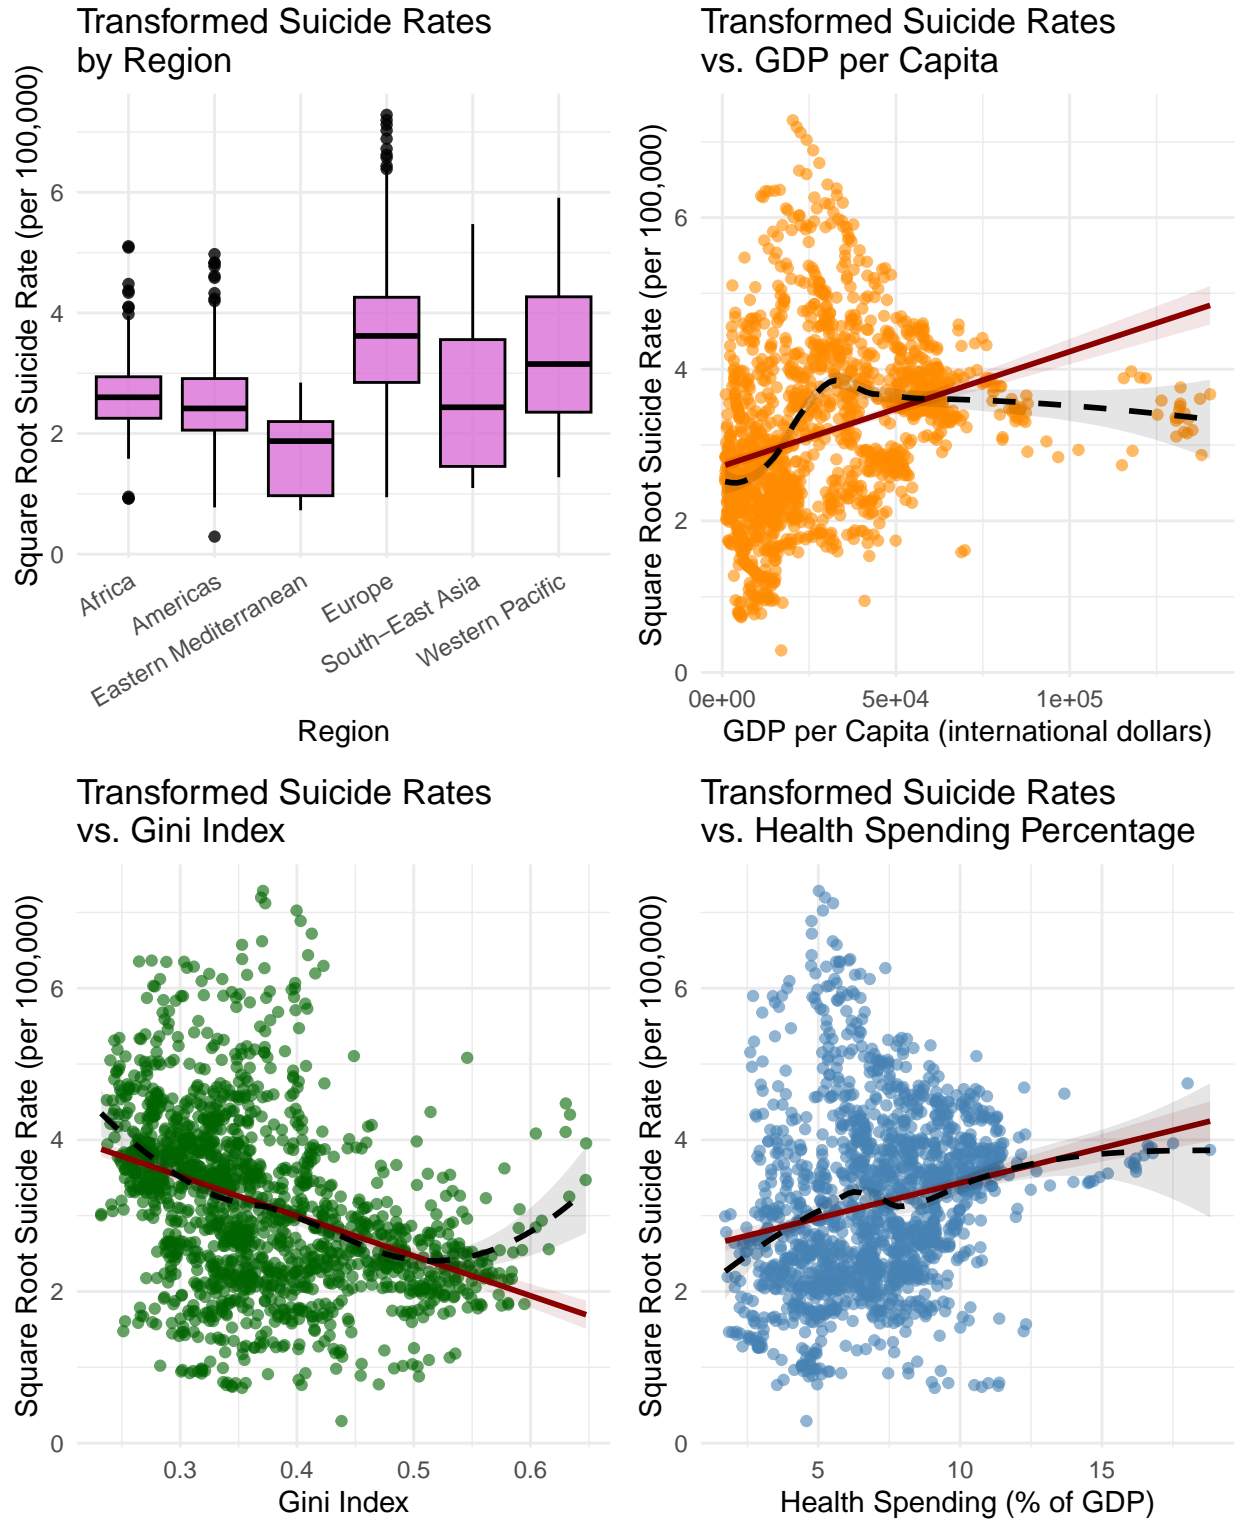 Transformed Suicide Rates
by Region
Square Root Suicide Rate (per 100,000)
6
4
2
0
Africa
Americas
Eastern Mediterranean
Europe
South−East Asia
Western Pacific
Region
Transformed Suicide Rates
vs. GDP per Capita
Square Root Suicide Rate (per 100,000)
6
4
2
0
0e+00
5e+04
1e+05
GDP per Capita (international dollars)
Transformed Suicide Rates
vs. Gini Index
Square Root Suicide Rate (per 100,000)
6
4
2
0
0.3
0.4
0.5
0.6
Gini Index
Transformed Suicide Rates
vs. Health Spending Percentage
Square Root Suicide Rate (per 100,000)
6
4
2
0
5
10
15
Health Spending (% of GDP)